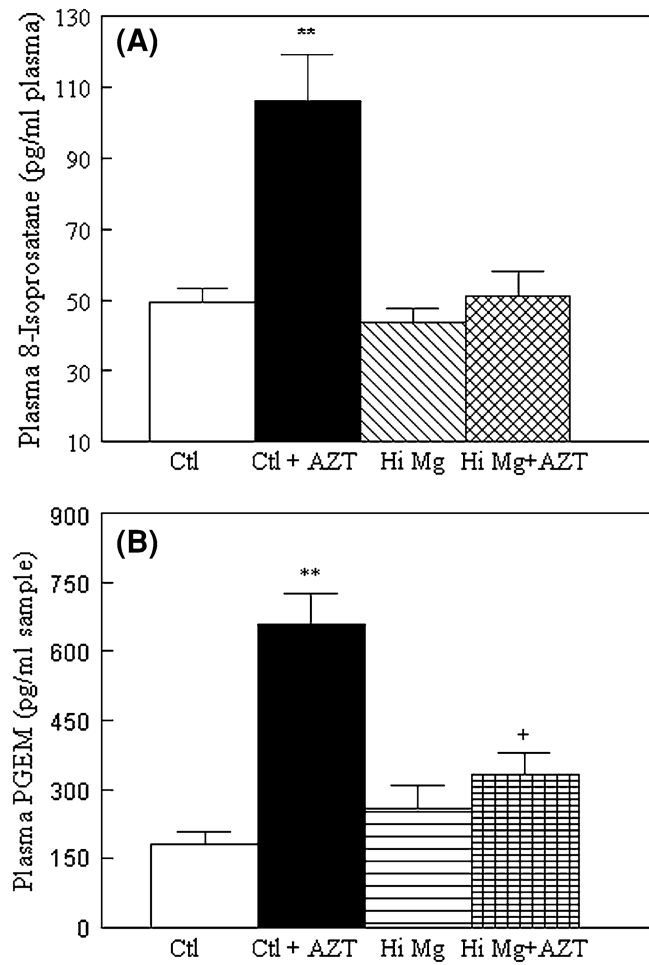 (A)
**
Plasma 8-Isoprosatane (pg/ml plasma)
130
110
90
70
50
30
10
Ctl Ctl + AZT Hi Mg Hi Mg+AZT
(B)
**
+
Plasma PGEM (pg/ml sample)
900
750
600
450
300
150
0
Ctl Ctl + AZT Hi Mg Hi Mg+AZT